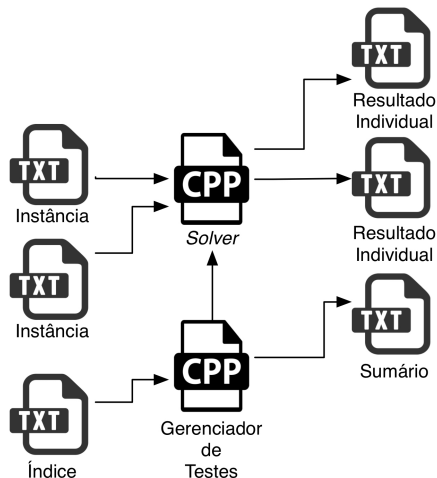 TXT
Resultado
Individual
TXT
Instância
CPP
Solver
TXT
Resultado
Individual
TXT
Instância
TXT
Sumário
CPP
Gerenciador
de
Testes
TXT
Índice